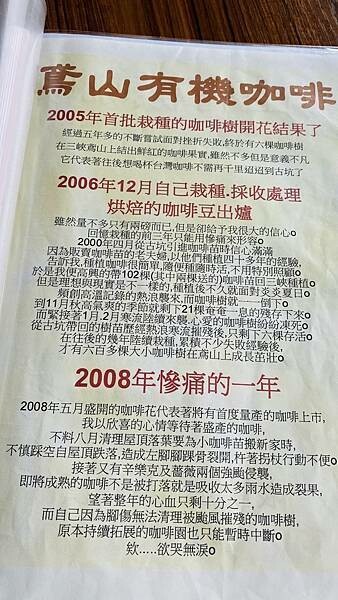 鳶山有機咖啡
2005年首批栽種的咖啡樹開花結果了
經過五年多的不斷嘗試面對挫折失敗,終於有六棵咖啡樹
在三峽鳶山上結出鮮紅的咖啡果實,雖然不多但是意義不凡
它代表著往後想喝杯台灣咖啡不需再千里迢迢到古坑了
2006年12月自己栽種.採收處理
烘焙的咖啡豆出爐
雖然量不多只有兩磅而已,但是卻給予我很大的信心。
回憶栽種的前三年只能用慘痛來形容。
2000年四月從古坑引進咖啡苗時信心滿滿
因為販賣咖啡苗的老夫婦,以他們種植四十多年的經驗,
告訴我,種植咖啡很簡單,隨便種隨時活,不用特別照顧。
於是我便高興的帶102棵(其中兩棵送的)咖啡苗回三峽種植。
但是理想與現實是不一樣的,種植後不久就面對炎炎夏日。
頻創高溫記錄的熱浪襲來,而咖啡樹就一一倒下。
到11月秋高氣爽的季節就剩下21棵奄奄一息的殘存下來。
而緊接著1月.2月寒流陸續來襲.心愛的咖啡樹紛紛凍死。
從古坑帶回的樹苗歷經熱浪寒流摧殘後,只剩下六棵存活。
在往後的幾年陸續栽種,累積不少失敗經驗後,
才有六百多棵大小咖啡樹在鳶山上成長茁壯。
2008年慘痛的一年
2008年五月盛開的咖啡花代表著將有首度量產的咖啡上市,
我以欣喜的心情等待著盛產的咖啡,
不料八月清理屋頂落葉要為小咖啡苗搬新家時,
不慎踩空自屋頂跌落,造成左腳腳踝骨裂開,杵著拐杖行動不便。
接著又有辛樂克及薔薇兩個強颱侵襲,
即將成熟的咖啡不是被打落就是吸收太多雨水造成裂果,
望著整年的心血只剩十分之一,
而自己因為腳傷無法清理被颱風摧殘的咖啡樹,
原本持續拓展的咖啡園也只能暫時中斷。
欸.....欲哭無淚。